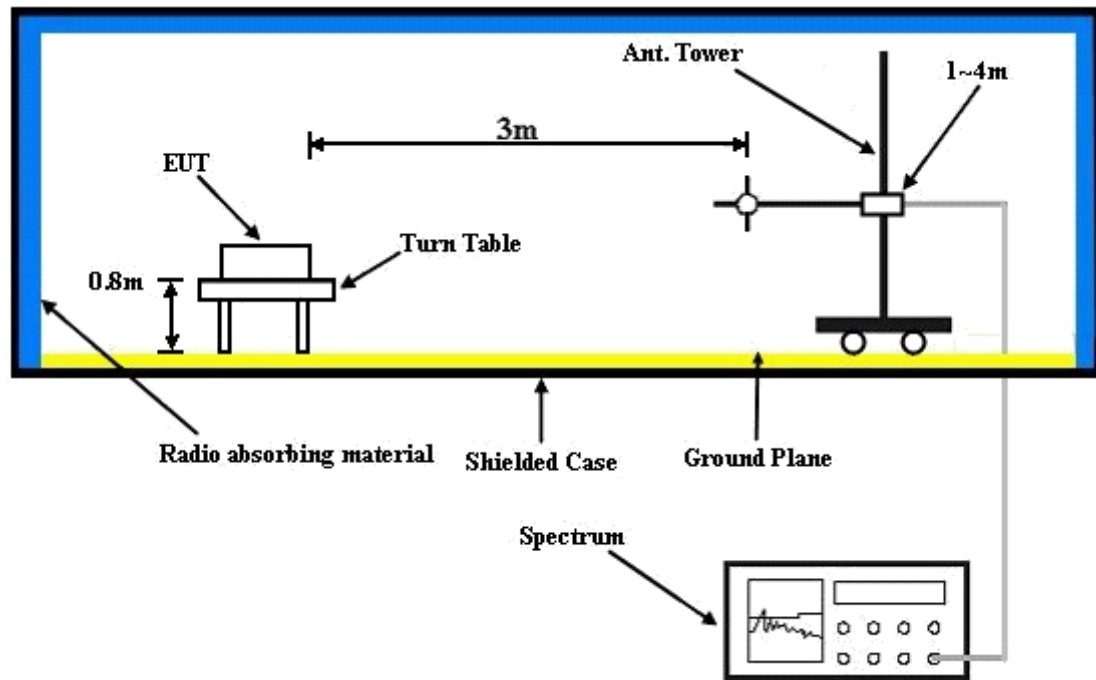 Ant. Tower
1~4m
3m
EUT
Turn Table
0.8m
Radio absorbing material
Shielded Case
Ground Plane
Spectrum